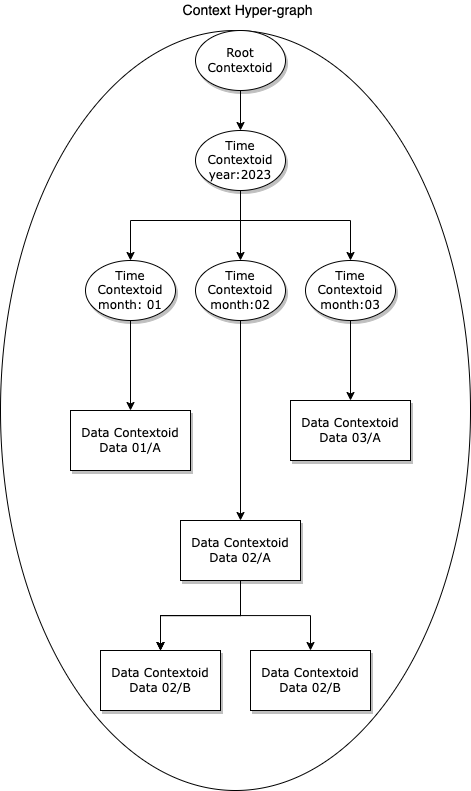 Context Hyper-graph
Root
Contextoid
Time
Contextoid
year:2023
Time
Contextoid
month: 01
Time
Contextoid
month:02
Time
Contextoid
month:03
Data Contextoid
Data 01/A
Data Contextoid
Data 03/A
Data Contextoid
Data 02/A
Data Contextoid
Data 02/B
Data Contextoid
Data 02/B